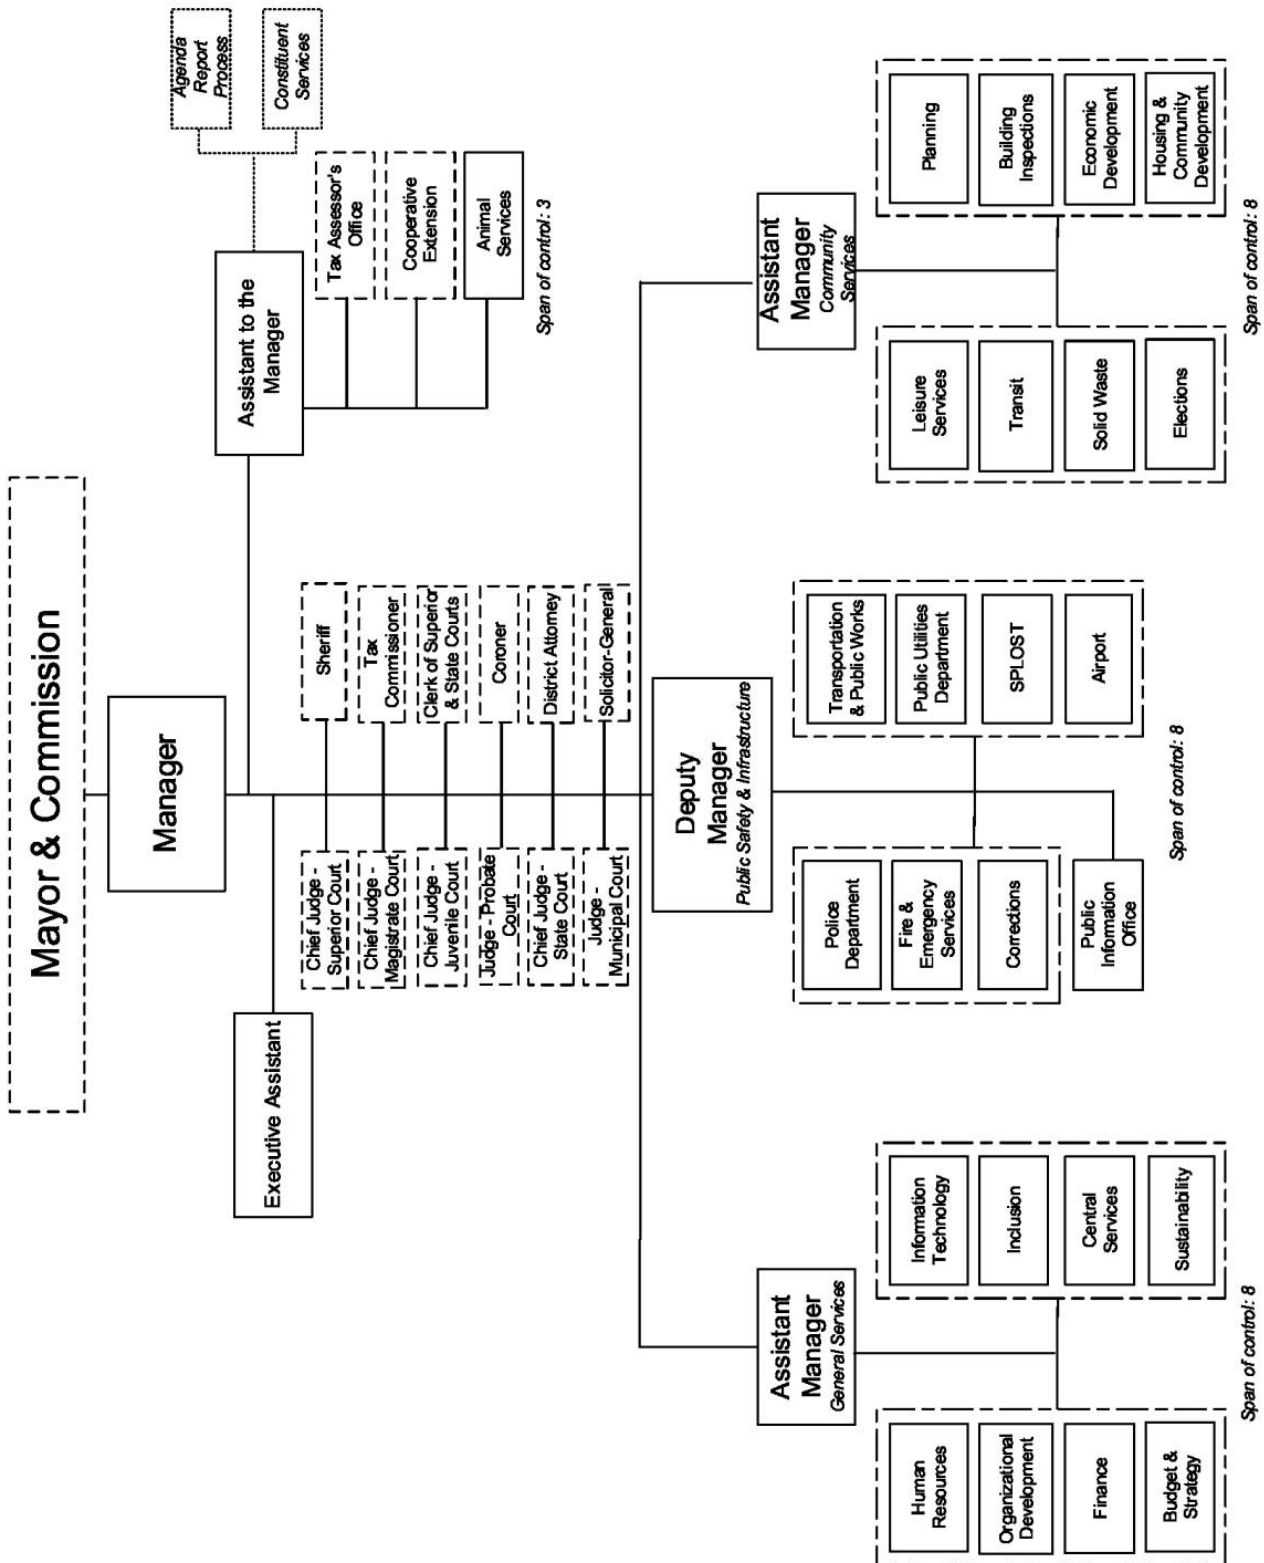 Mayor & Commission
Manager
Executive Assistant
Assistant to the
Manager
Agenda
Report
Process
Constituent
Services
Tax Assessor's
Office
Cooperative
Extension
Animal
Services
Span of control: 3
Chief Judge -
Superior Court
Sheriff
Chief Judge -
Magistrate Court
Tax
Commissioner
Chief Judge -
Juvenile Court
Clerk of Superior
& State Courts
Judge - Probate
Court
Coroner
Chief Judge -
State Court
District Attorney
Judge -
Municipal Court
Solicitor-General
Assistant
Manager
General Services
Human
Resources
Organizational
Development
Finance
Budget &
Strategy
Information
Technology
Inclusion
Central
Services
Sustainability
Span of control: 8
Deputy
Manager
Public Safety & Infrastructure
Police
Department
Fire &
Emergency
Services
Corrections
Public
Information
Office
Transportation
& Public Works
Public Utilities
Department
SPLOST
Airport
Span of control: 8
Assistant
Manager
Community
Services
Leisure
Services
Transit
Solid Waste
Elections
Planning
Building
Inspections
Economic
Development
Housing &
Community
Development
Span of control: 8